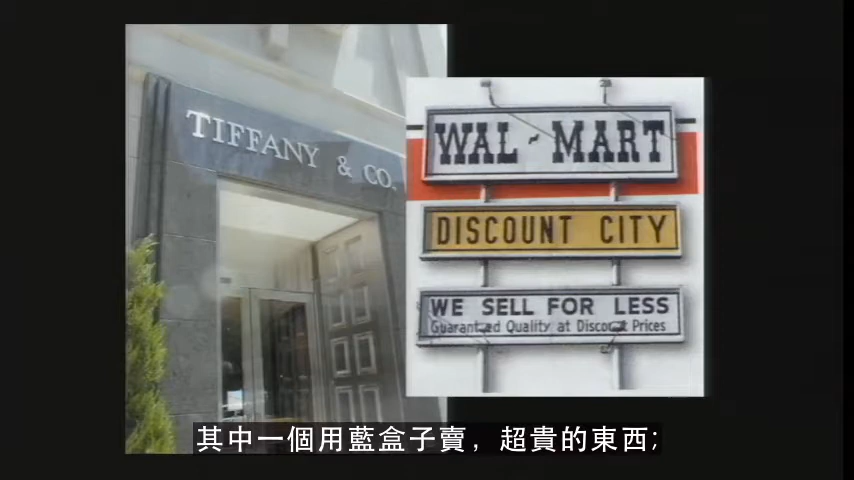 TIFFANY & CO.
WAL-MART
DISCOUNT CITY
WE SELL FOR LESS
Guaranteed Quality at Discount Prices
其中一個用藍盒子賣，超貴的東西;